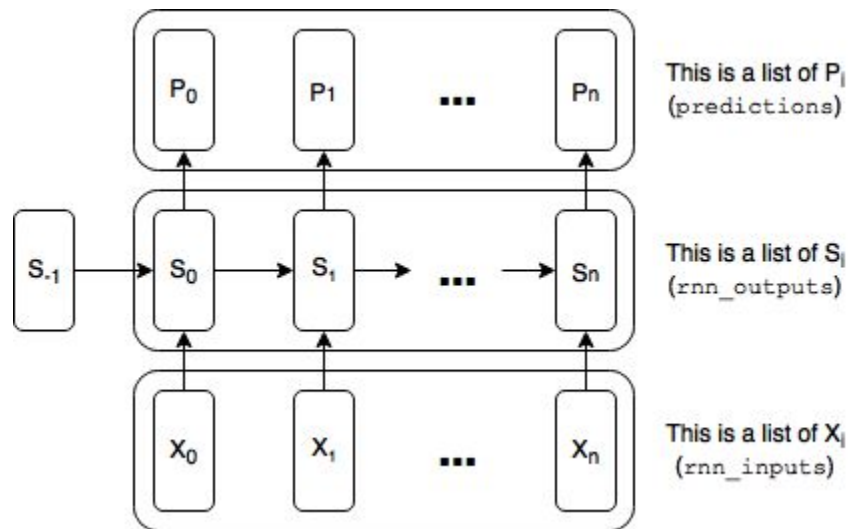 P₀ P₁ ... Pₙ
This is a list of Pᵢ
(predictions)
S₋₁ S₀ S₁ ... Sₙ
This is a list of Sᵢ
(rnn_outputs)
X₀ X₁ ... Xₙ
This is a list of Xᵢ
(rnn_inputs)